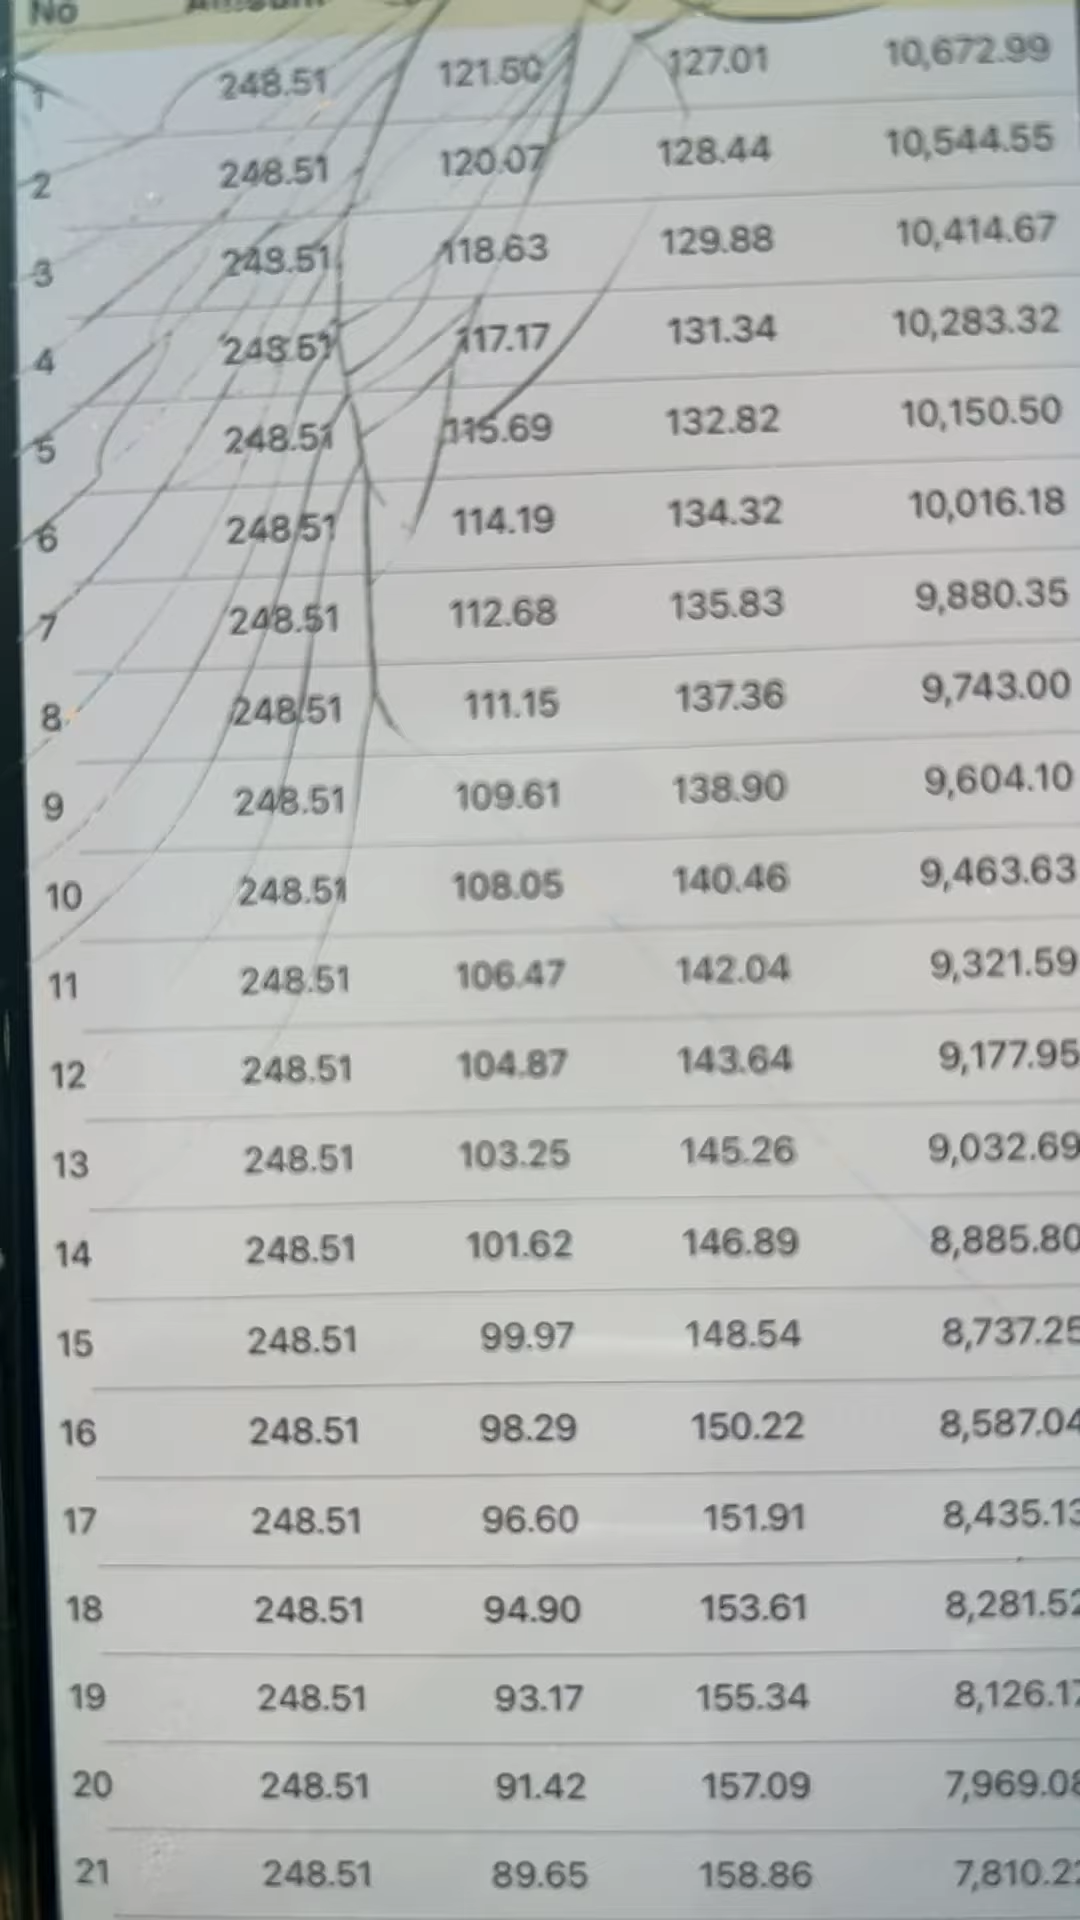 No Amount
1 248.51 121.50 127.01 10,672.99
2 248.51 120.07 128.44 10,544.55
3 248.51 118.63 129.88 10,414.67
4 248.51 117.17 131.34 10,283.32
5 248.51 115.69 132.82 10,150.50
6 248.51 114.19 134.32 10,016.18
7 248.51 112.68 135.83 9,880.35
8 248.51 111.15 137.36 9,743.00
9 248.51 109.61 138.90 9,604.10
10 248.51 108.05 140.46 9,463.63
11 248.51 106.47 142.04 9,321.59
12 248.51 104.87 143.64 9,177.95
13 248.51 103.25 145.26 9,032.69
14 248.51 101.62 146.89 8,885.80
15 248.51 99.97 148.54 8,737.25
16 248.51 98.29 150.22 8,587.04
17 248.51 96.60 151.91 8,435.13
18 248.51 94.90 153.61 8,281.52
19 248.51 93.17 155.34 8,126.17
20 248.51 91.42 157.09 7,969.08
21 248.51 89.65 158.86